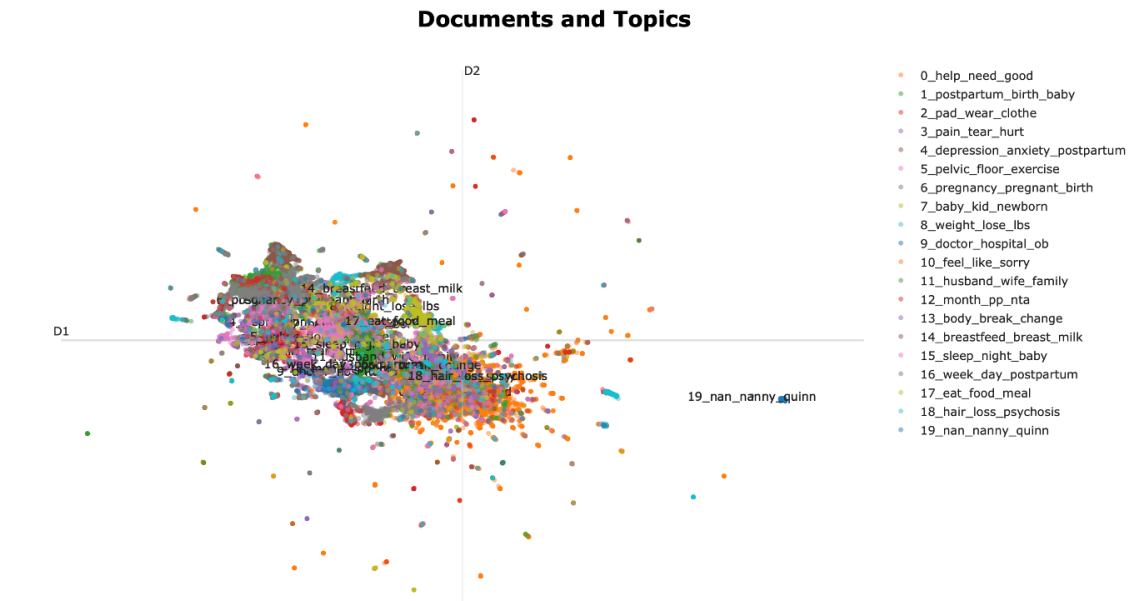 Documents and Topics
D2
D1
14_breastfeed_breast_milk
17_eat_food_meal
18_hair_loss_psychosis
19_nan_nanny_quinn
0_help_need_good
1_postpartum_birth_baby
2_pad_wear_clothe
3_pain_tear_hurt
4_depression_anxiety_postpartum
5_pelvic_floor_exercise
6_pregnancy_pregnant_birth
7_baby_kid_newborn
8_weight_lose_lbs
9_doctor_hospital_ob
10_feel_like_sorry
11_husband_wife_family
12_month_pp_nta
13_body_break_change
14_breastfeed_breast_milk
15_sleep_night_baby
16_week_day_postpartum
17_eat_food_meal
18_hair_loss_psychosis
19_nan_nanny_quinn